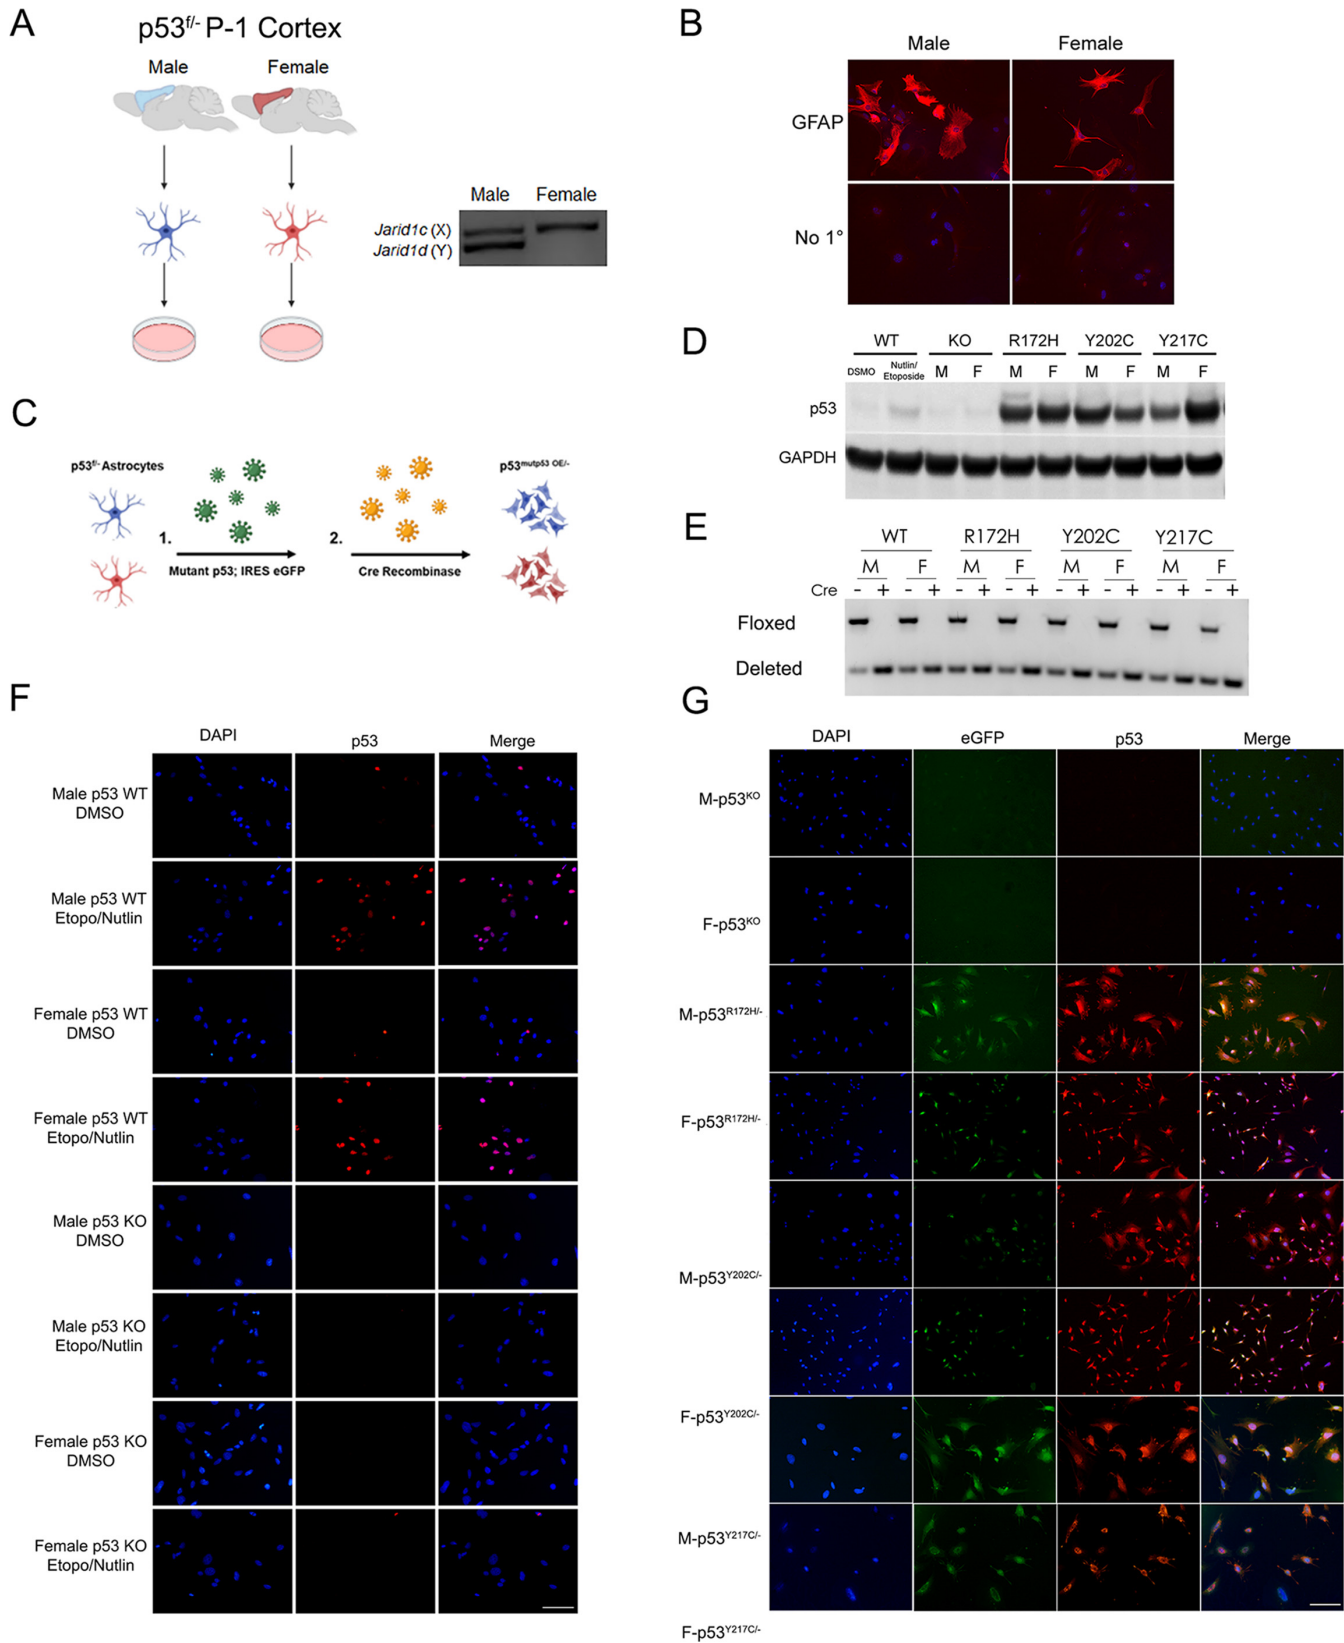 A
p53f/- P-1 Cortex
Male Female
Male Female
Jarid1c (X)
Jarid1d (Y)
B
Male Female
GFAP
No 1°
C
p53f/- Astrocytes
p53mutp53 OE/-
1.
2.
Mutant p53; IRES eGFP
Cre Recombinase
D
WT KO R172H Y202C Y217C
DSMO Nutlin/
Etoposide
M F M F M F M F
p53
GAPDH
E
WT R172H Y202C Y217C
M F M F M F M F
Cre - + - + - + - + - + - + - + - +
Floxed
Deleted
F
DAPI p53 Merge
Male p53 WT
DMSO
Male p53 WT
Etopo/Nutlin
Female p53 WT
DMSO
Female p53 WT
Etopo/Nutlin
Male p53 KO
DMSO
Male p53 KO
Etopo/Nutlin
Female p53 KO
DMSO
Female p53 KO
Etopo/Nutlin
G
DAPI eGFP p53 Merge
M-p53KO
F-p53KO
M-p53R172H/-
F-p53R172H/-
M-p53Y202C/-
F-p53Y202C/-
M-p53Y217C/-
F-p53Y217C/-